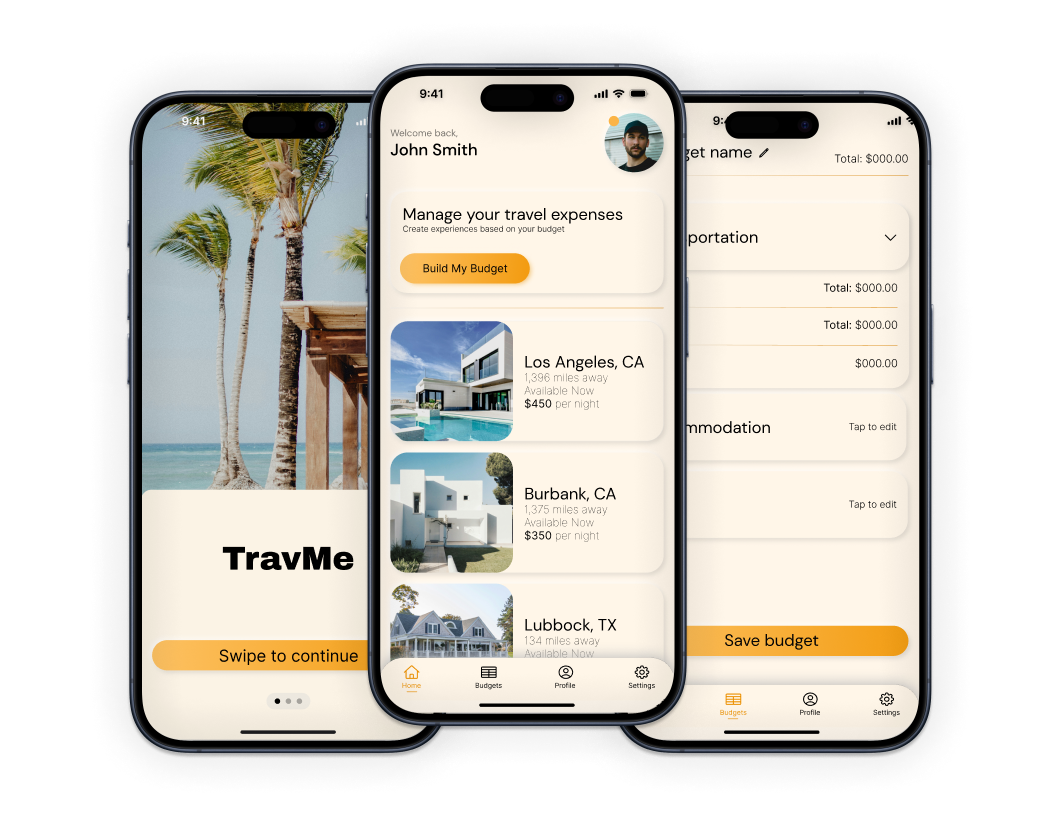 9:41
TravMe
Swipe to continue
9:41
Welcome back,
John Smith
Manage your travel expenses
Create experiences based on your budget
Build My Budget
Los Angeles, CA
1,396 miles away
Available Now
$450 per night
Burbank, CA
1,375 miles away
Available Now
$350 per night
Lubbock, TX
134 miles away
Available Now
Home
Budgets
Profile
Settings
9:
get name
Total: $000.00
portation
Total: $000.00
Total: $000.00
$000.00
mmodation
Tap to edit
Tap to edit
Save budget
Budgets
Profile
Settings